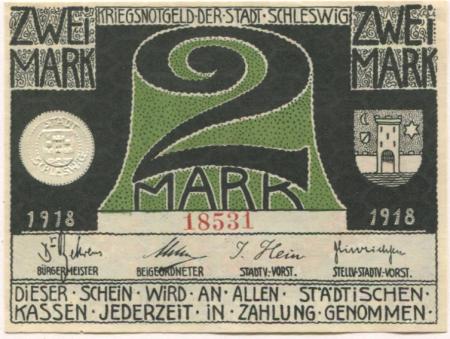 ZWEI MARK
KRIEGSNOTGELD·DER·STADT·SCHLESWIG
ZWEI MARK
2
MARK
STADT SCHLESWIG
1918
18531
1918
J. Hein
BÜRGERMEISTER
BEIGEORDNETER
STADTV.-VORST.
STELLV-STADTV.-VORST.
DIESER·SCHEIN·WIRD·AN·ALLEN·STÄDTISCHEN·
KASSEN·JEDERZEIT·IN·ZAHLUNG·GENOMMEN·